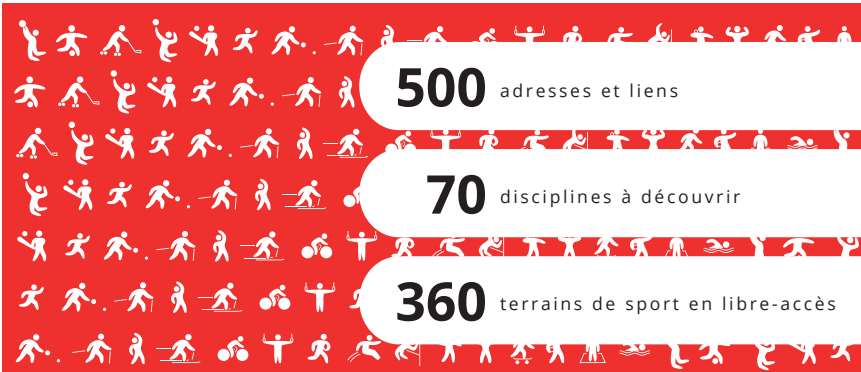 500 adresses et liens
70 disciplines à découvrir
360 terrains de sport en libre-accès